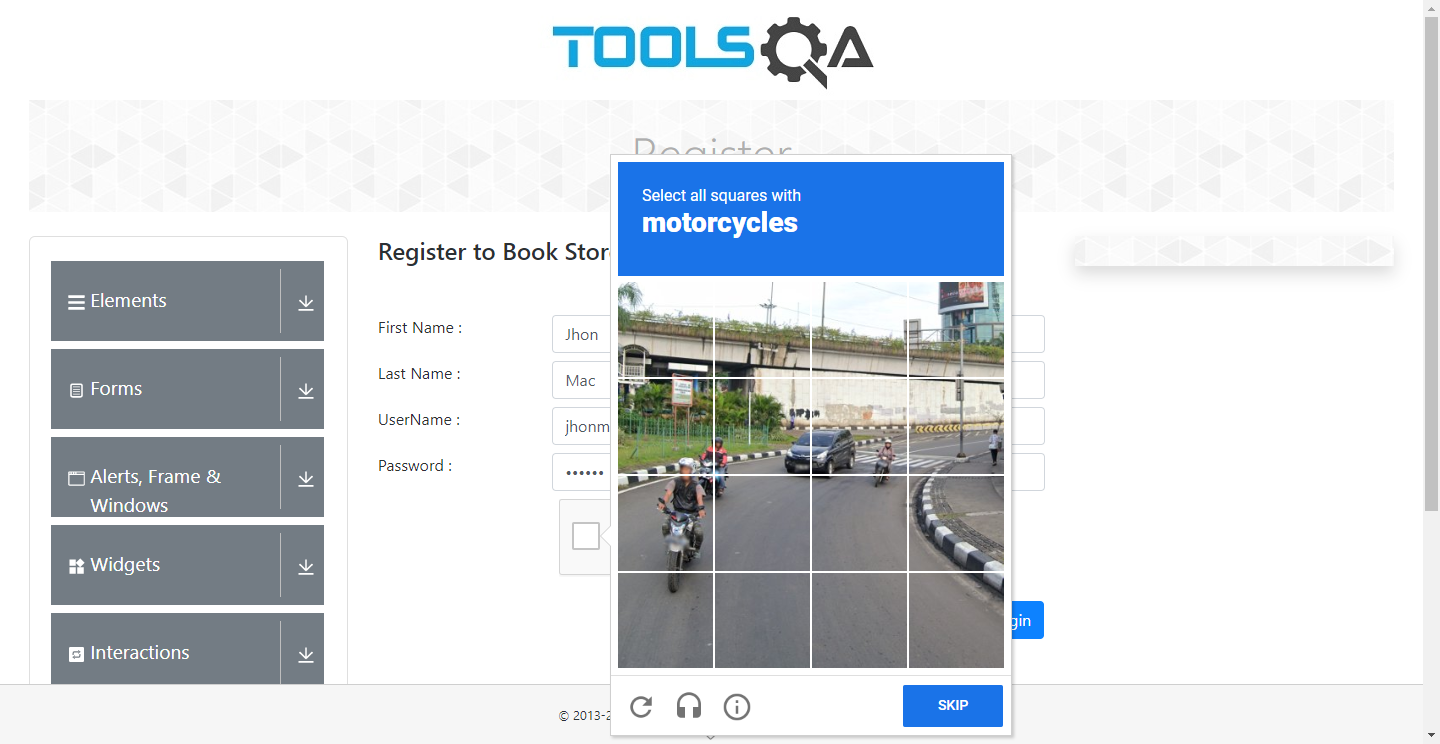 TOOLSQA
Register
Select all squares with
motorcycles
Register to Book Stor
Elements
First Name :
Jhon
Last Name :
Mac
Forms
UserName :
jhonm
Password :
••••••
Alerts, Frame &
Windows
Widgets
gin
Interactions
SKIP
© 2013-2